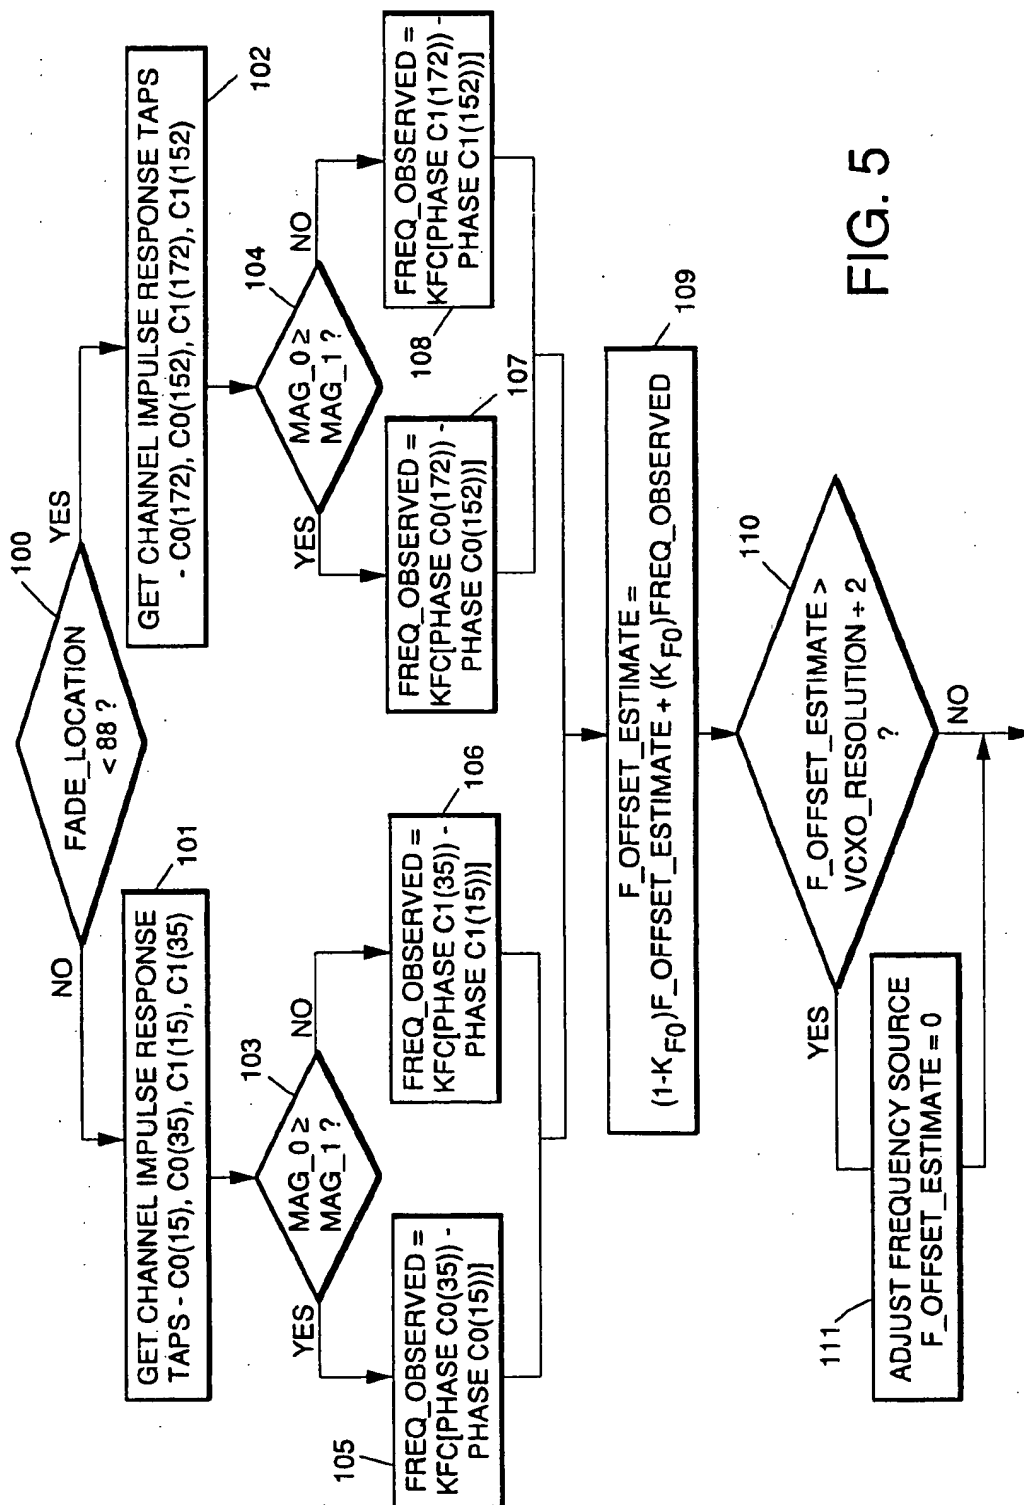 100
FADE_LOCATION
< 88 ?
NO
YES
101
GET CHANNEL IMPULSE RESPONSE
TAPS - C0(15), C0(35), C1(15), C1(35)
102
GET CHANNEL IMPULSE RESPONSE TAPS
- C0(172), C0(152), C1(172), C1(152)
103
MAG_0 ≥
MAG_1 ?
YES
NO
104
MAG_0 ≥
MAG_1 ?
YES
NO
105
FREQ_OBSERVED =
KFC[PHASE C0(35)) -
PHASE C0(15))]
106
FREQ_OBSERVED =
KFC[PHASE C1(35)) -
PHASE C1(15))]
107
FREQ_OBSERVED =
KFC[PHASE C0(172)) -
PHASE C0(152))]
108
FREQ_OBSERVED =
KFC[PHASE C1(172)) -
PHASE C1(152))]
109
F_OFFSET_ESTIMATE =
(1-KF0)F_OFFSET_ESTIMATE + (KF0)FREQ_OBSERVED
110
F_OFFSET_ESTIMATE >
VCXO_RESOLUTION ÷ 2
?
YES
NO
111
ADJUST FREQUENCY SOURCE
F_OFFSET_ESTIMATE = 0
FIG. 5